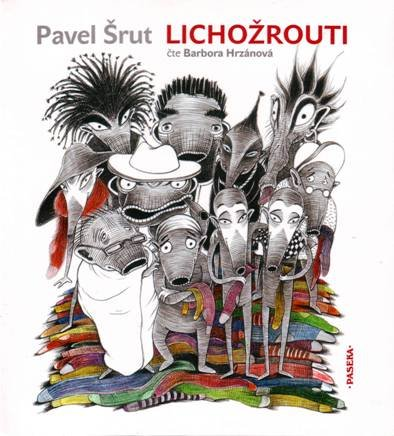 Pavel Šrut LICHOŽROUTI
čte Barbora Hrzánová
·PASEKA·